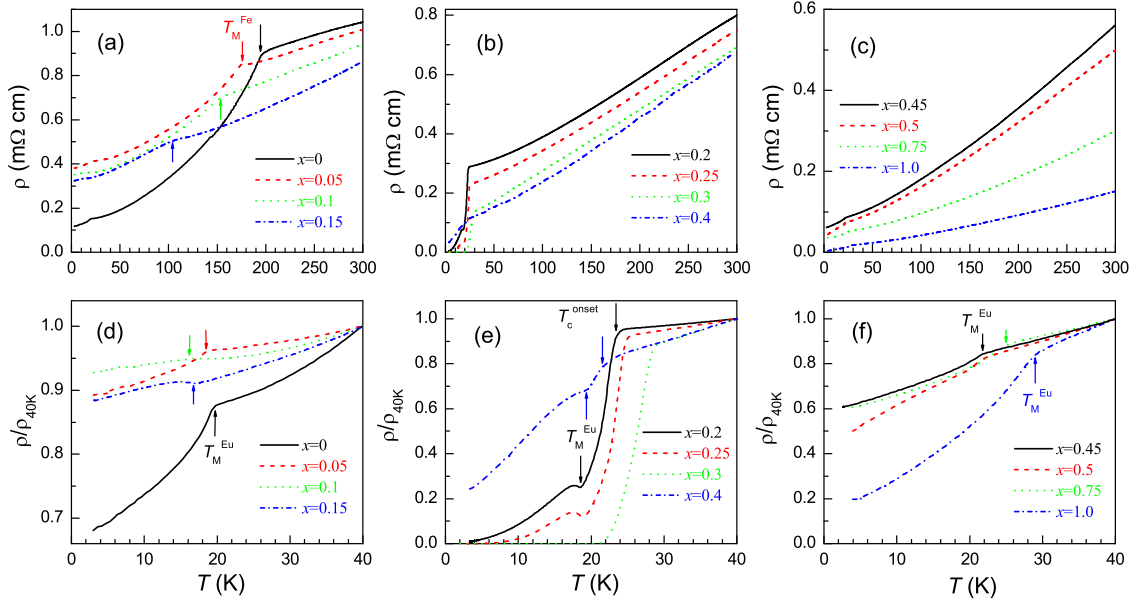 (a)
T_M^Fe
ρ (mΩ cm)
1.0
0.8
0.6
0.4
0.2
0.0
x=0
x=0.05
x=0.1
x=0.15
0 50 100 150 200 250 300
(b)
ρ (mΩ cm)
0.8
0.6
0.4
0.2
0.0
x=0.2
x=0.25
x=0.3
x=0.4
0 50 100 150 200 250 300
(c)
ρ (mΩ cm)
0.6
0.4
0.2
0.0
x=0.45
x=0.5
x=0.75
x=1.0
0 50 100 150 200 250 300
(d)
ρ/ρ_40K
1.0
0.9
0.8
0.7
T_M^Eu
x=0
x=0.05
x=0.1
x=0.15
0 10 20 30 40
T (K)
(e)
T_c^onset
ρ/ρ_40K
1.0
0.8
0.6
0.4
0.2
0.0
T_M^Eu
x=0.2
x=0.25
x=0.3
x=0.4
0 10 20 30 40
T (K)
(f)
T_M^Eu
ρ/ρ_40K
1.0
0.8
0.6
0.4
0.2
0.0
T_M^Eu
x=0.45
x=0.5
x=0.75
x=1.0
0 10 20 30 40
T (K)